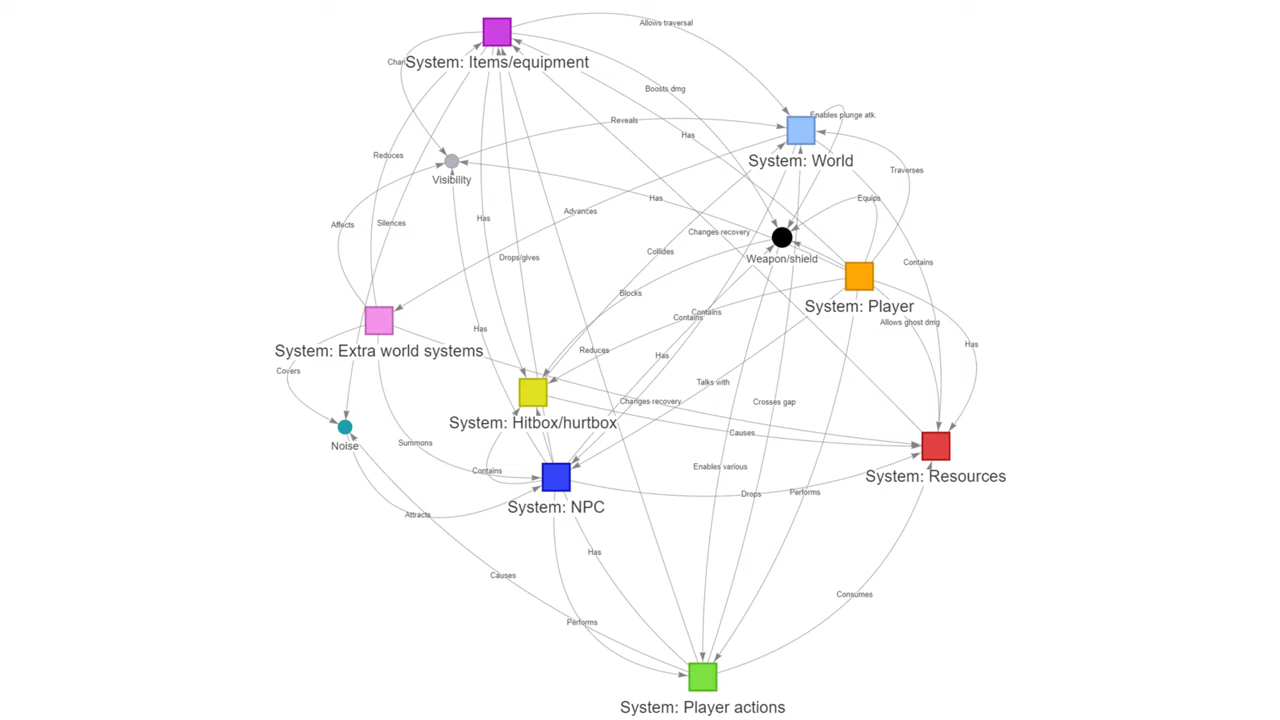 Allows traversal
System: Items/equipment
Boosts dmg
Enables plunge atk.
Reveals
Has
Reduces
System: World
Visibility
Traverses
Has
Equips
Advances
Has
Affects
Silences
Changes recovery
Collides
Drops/gives
Weapon/shield
Contains
Blocks
System: Player
Contains
Contains
Allows ghost dmg
Has
Has
System: Extra world systems
Reduces
Has
Covers
Talks with
Changes recovery
Crosses gap
System: Hitbox/hurtbox
Causes
Noise
Summons
Contains
Enables various
System: Resources
Drops
Performs
System: NPC
Attracts
Has
Causes
Consumes
Performs
System: Player actions